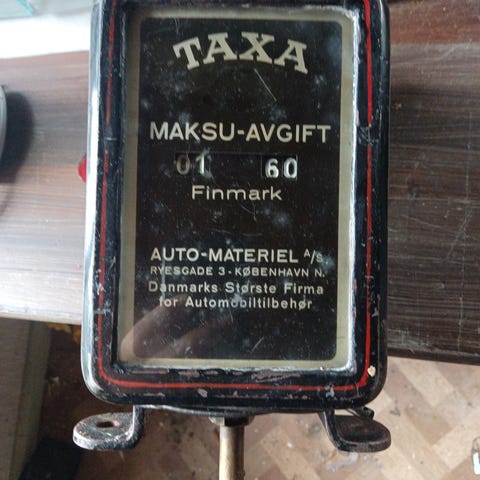 TAXA
MAKSU-AVGIFT
01 60
Finmark
AUTO-MATERIEL A/S
RYESGADE 3 - KØBENHAVN N.
Danmarks Største Firma
for Automobiltilbehør